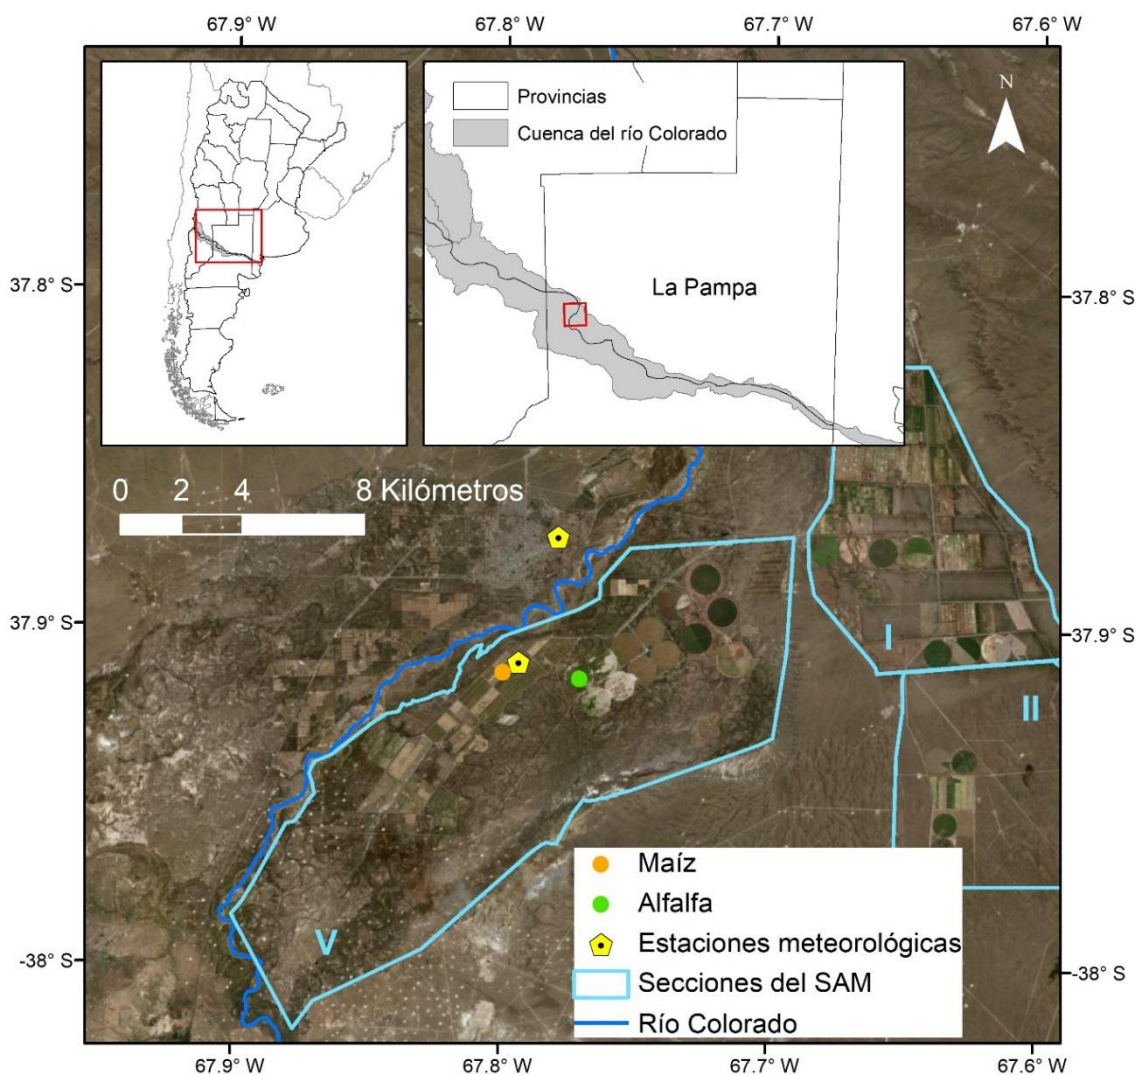 67.9° W 67.8° W 67.7° W 67.6° W
N
Provincias
Cuenca del río Colorado
La Pampa
37.8° S
37.8° S
0 2 4 8 Kilómetros
37.9° S
37.9° S
I
II
V
-38° S
-38° S
Maíz
Alfalfa
Estaciones meteorológicas
Secciones del SAM
Río Colorado
67.9° W 67.8° W 67.7° W 67.6° W